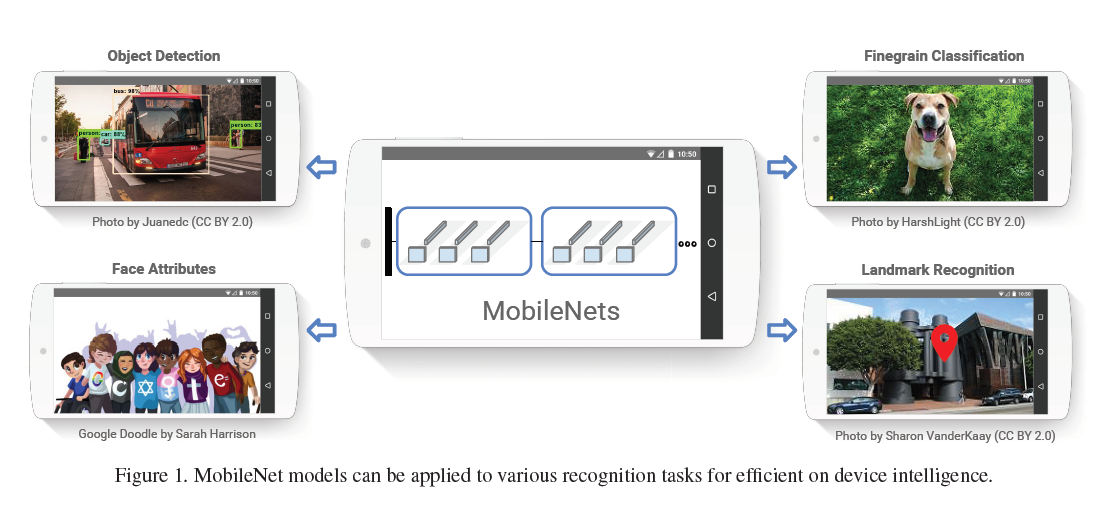 Object Detection
Finegrain Classification
10:50
bus: 98%
person:
car: 88%
person: 83
10:50
10:50
Photo by Juanedc (CC BY 2.0)
Photo by HarshLight (CC BY 2.0)
MobileNets
Face Attributes
Landmark Recognition
10:50
10:50
C
C
t
e
Google Doodle by Sarah Harrison
Photo by Sharon VanderKaay (CC BY 2.0)
Figure 1. MobileNet models can be applied to various recognition tasks for efficient on device intelligence.